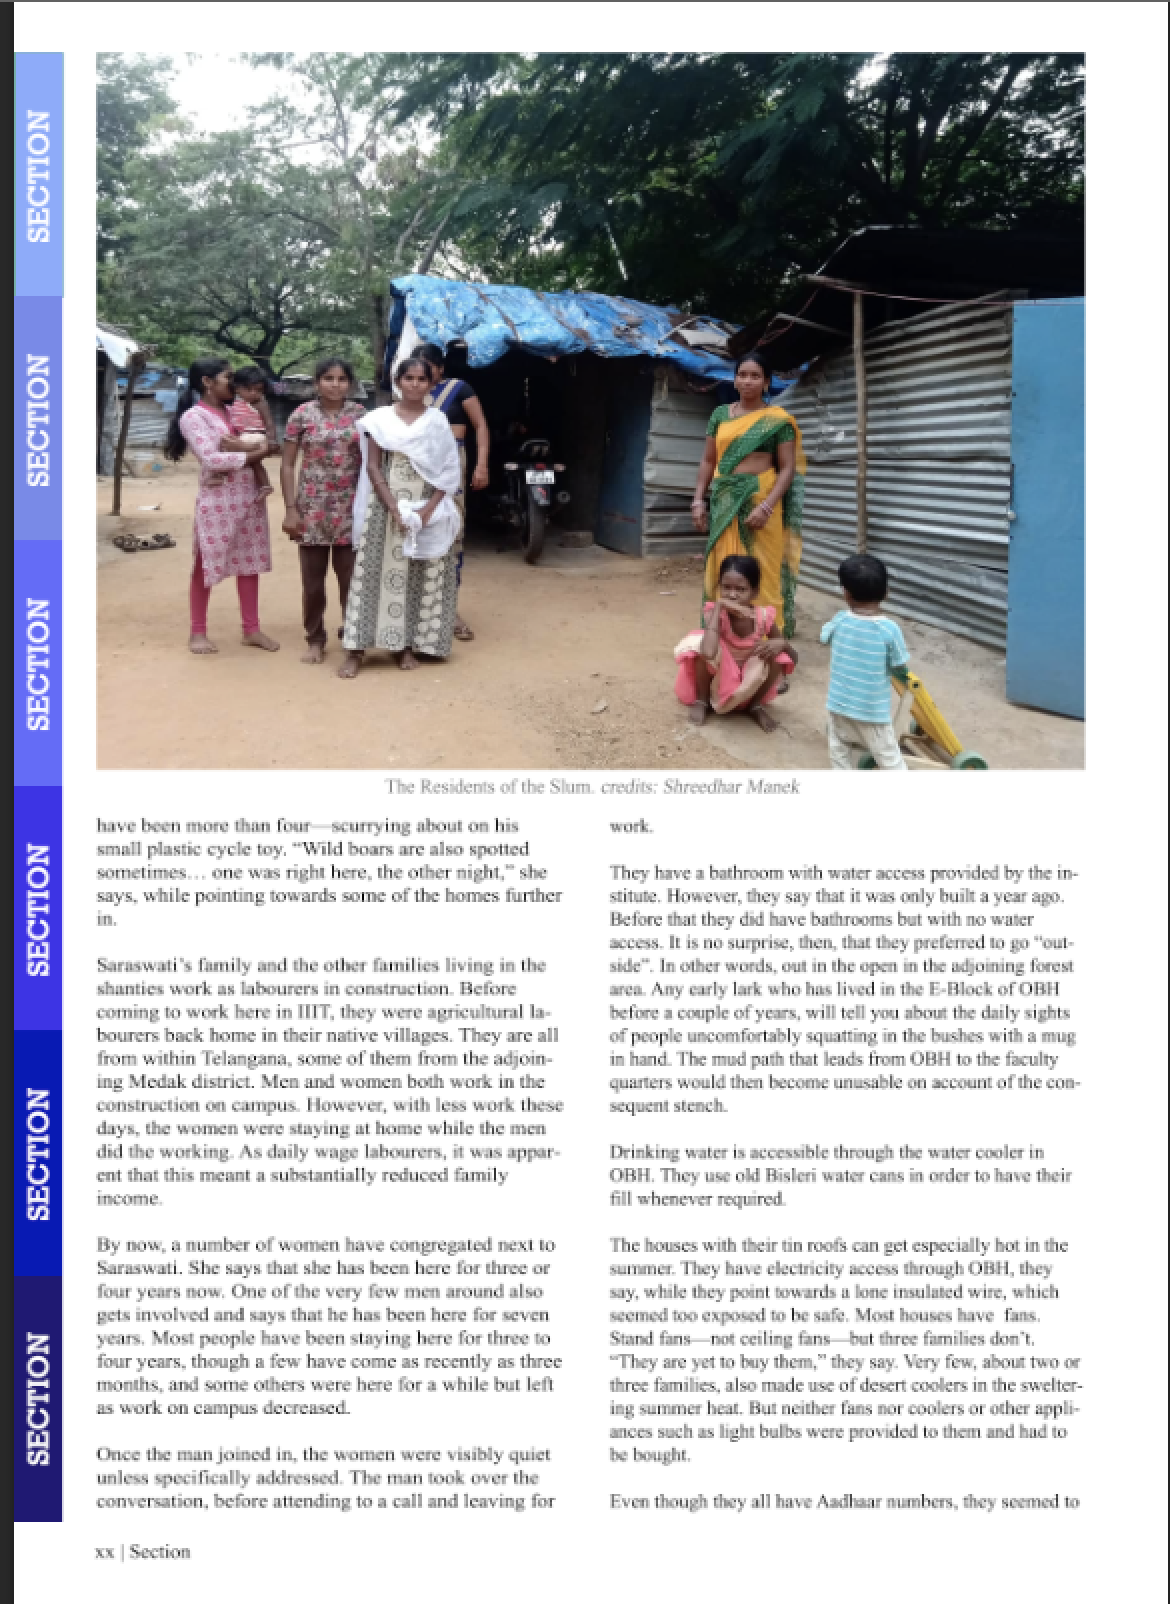 SECTION
SECTION
SECTION
SECTION
SECTION
SECTION
The Residents of the Slum. credits: Shreedhar Manek
have been more than four—scurrying about on his
small plastic cycle toy. “Wild boars are also spotted
sometimes… one was right here, the other night,” she
says, while pointing towards some of the homes further
in.
Saraswati’s family and the other families living in the
shanties work as labourers in construction. Before
coming to work here in IIIT, they were agricultural la-
bourers back home in their native villages. They are all
from within Telangana, some of them from the adjoin-
ing Medak district. Men and women both work in the
construction on campus. However, with less work these
days, the women were staying at home while the men
did the working. As daily wage labourers, it was appar-
ent that this meant a substantially reduced family
income.
By now, a number of women have congregated next to
Saraswati. She says that she has been here for three or
four years now. One of the very few men around also
gets involved and says that he has been here for seven
years. Most people have been staying here for three to
four years, though a few have come as recently as three
months, and some others were here for a while but left
as work on campus decreased.
Once the man joined in, the women were visibly quiet
unless specifically addressed. The man took over the
conversation, before attending to a call and leaving for
work.
They have a bathroom with water access provided by the in-
stitute. However, they say that it was only built a year ago.
Before that they did have bathrooms but with no water
access. It is no surprise, then, that they preferred to go “out-
side”. In other words, out in the open in the adjoining forest
area. Any early lark who has lived in the E-Block of OBH
before a couple of years, will tell you about the daily sights
of people uncomfortably squatting in the bushes with a mug
in hand. The mud path that leads from OBH to the faculty
quarters would then become unusable on account of the con-
sequent stench.
Drinking water is accessible through the water cooler in
OBH. They use old Bisleri water cans in order to have their
fill whenever required.
The houses with their tin roofs can get especially hot in the
summer. They have electricity access through OBH, they
say, while they point towards a lone insulated wire, which
seemed too exposed to be safe. Most houses have  fans.
Stand fans—not ceiling fans—but three families don’t.
“They are yet to buy them,” they say. Very few, about two or
three families, also made use of desert coolers in the swelter-
ing summer heat. But neither fans nor coolers or other appli-
ances such as light bulbs were provided to them and had to
be bought.
Even though they all have Aadhaar numbers, they seemed to
xx | Section